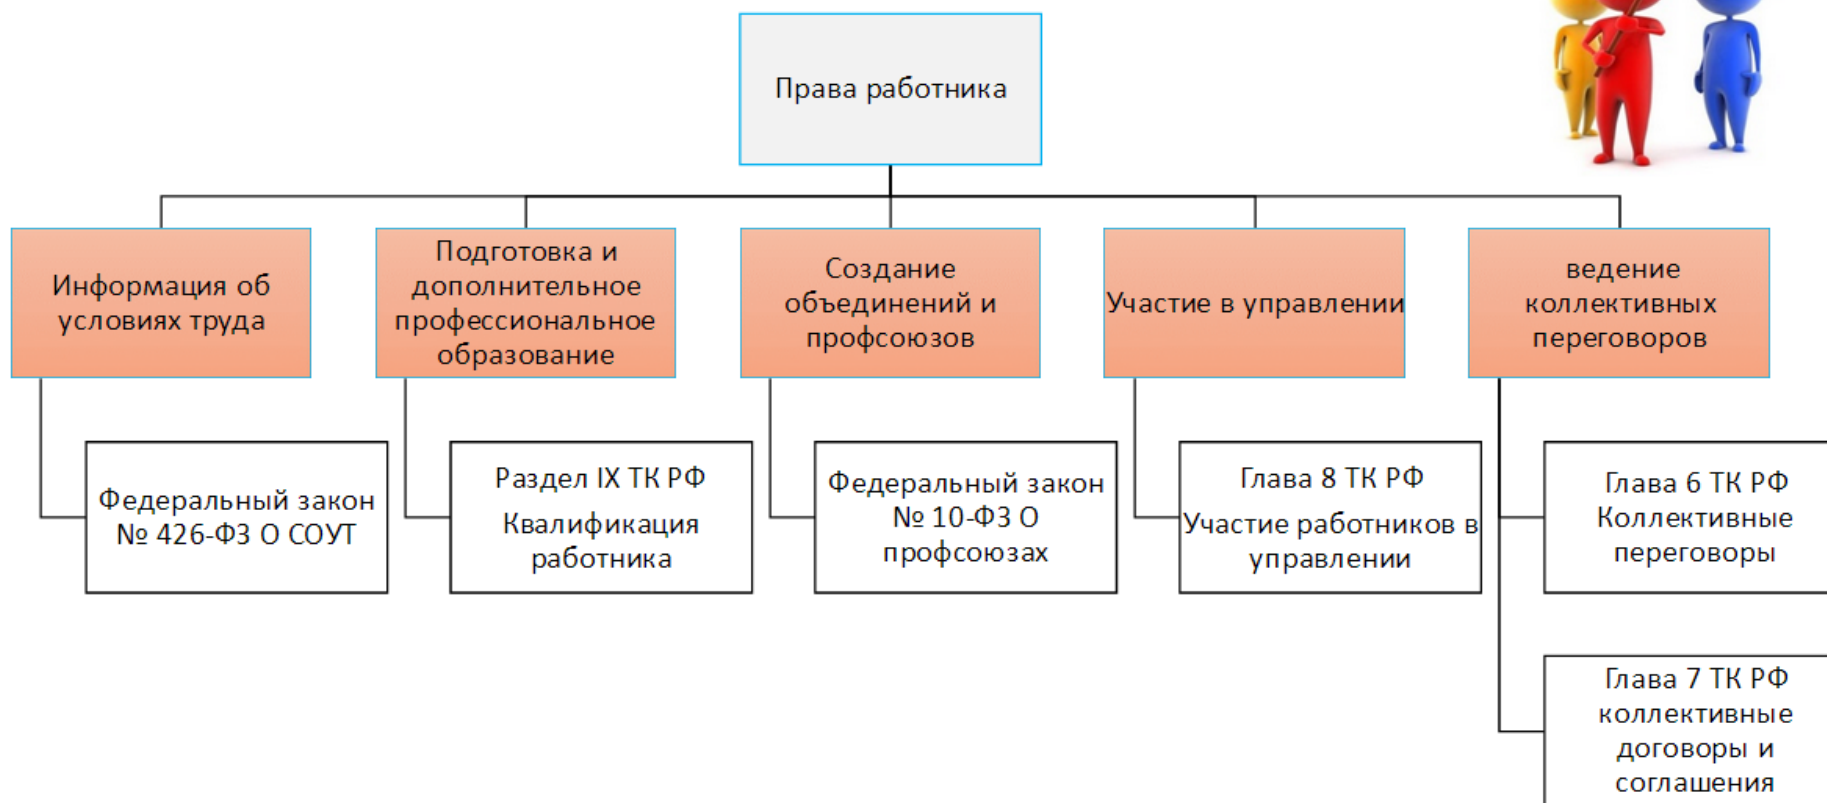 Права работника
Информация об
условиях труда
Подготовка и
дополнительное
профессиональное
образование
Создание
объединений и
профсоюзов
Участие в управлении
ведение
коллективных
переговоров
Федеральный закон
№ 426-ФЗ О СОУТ
Раздел IX ТК РФ
Квалификация
работника
Федеральный закон
№ 10-ФЗ О
профсоюзах
Глава 8 ТК РФ
Участие работников в
управлении
Глава 6 ТК РФ
Коллективные
переговоры
Глава 7 ТК РФ
коллективные
договоры и
соглашения